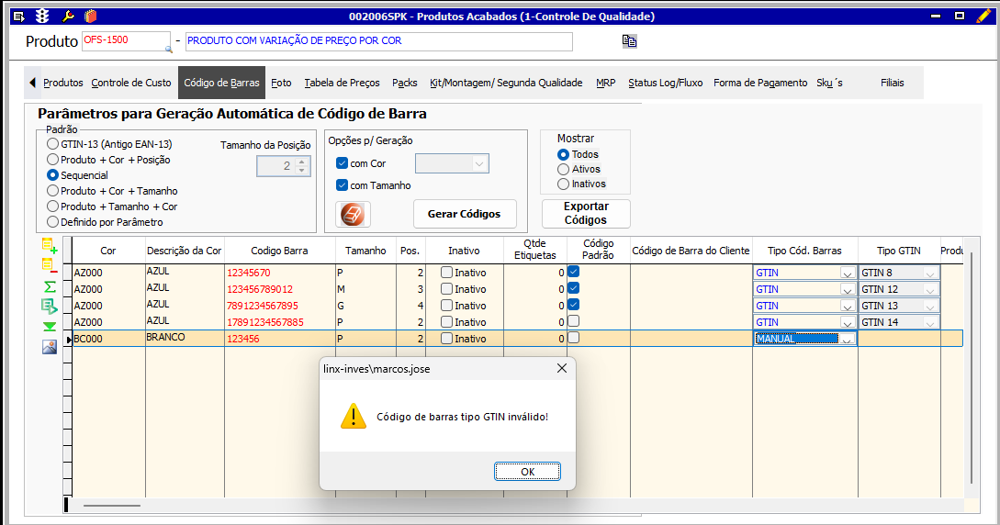 002006SPK - Produtos Acabados (1-Controle De Qualidade)
Produto OFS-1500 - PRODUTO COM VARIAÇÃO DE PREÇO POR COR
Produtos Controle de Custo Código de Barras Foto Tabela de Preços Packs Kit/Montagem/ Segunda Qualidade MRP Status Log/Fluxo Forma de Pagamento Sku´s Filiais
Parâmetros para Geração Automática de Código de Barra
Padrão
GTIN-13 (Antigo EAN-13)
Produto + Cor + Posição
Sequencial
Produto + Cor + Tamanho
Produto + Tamanho + Cor
Definido por Parâmetro
Tamanho da Posição
2
Opções p/ Geração
com Cor
com Tamanho
Gerar Códigos
Mostrar
Todos
Ativos
Inativos
Exportar
Códigos
Cor Descrição da Cor Codigo Barra Tamanho Pos. Inativo Qtde Etiquetas Código Padrão Código de Barra do Cliente Tipo Cód. Barras Tipo GTIN Produ
AZ000 AZUL 12345670 P 2 Inativo 0 GTIN GTIN 8
AZ000 AZUL 123456789012 M 3 Inativo 0 GTIN GTIN 12
AZ000 AZUL 7891234567895 G 4 Inativo 0 GTIN GTIN 13
AZ000 AZUL 17891234567885 P 2 Inativo 0 GTIN GTIN 14
BC000 BRANCO 123456 P 2 Inativo 0 MANUAL
linx-inves\marcos.jose
Código de barras tipo GTIN inválido!
OK